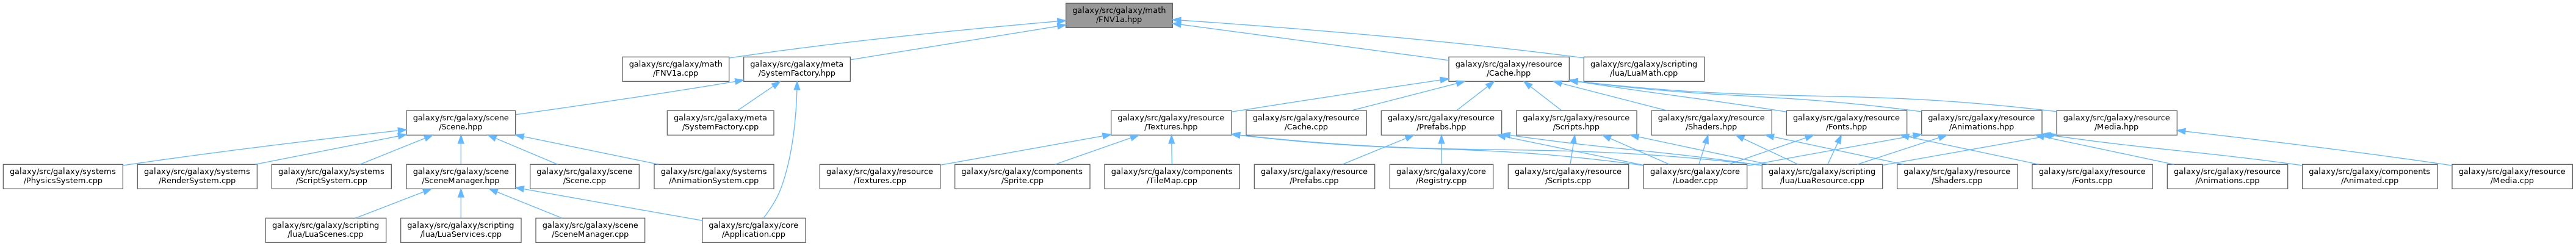 galaxy/src/galaxy/math
/FNV1a.hpp
galaxy/src/galaxy/math
/FNV1a.cpp
galaxy/src/galaxy/meta
/SystemFactory.hpp
galaxy/src/galaxy/resource
/Cache.hpp
galaxy/src/galaxy/scripting
/lua/LuaMath.cpp
galaxy/src/galaxy/scene
/Scene.hpp
galaxy/src/galaxy/meta
/SystemFactory.cpp
galaxy/src/galaxy/resource
/Textures.hpp
galaxy/src/galaxy/resource
/Cache.cpp
galaxy/src/galaxy/resource
/Prefabs.hpp
galaxy/src/galaxy/resource
/Scripts.hpp
galaxy/src/galaxy/resource
/Shaders.hpp
galaxy/src/galaxy/resource
/Fonts.hpp
galaxy/src/galaxy/resource
/Animations.hpp
galaxy/src/galaxy/resource
/Media.hpp
galaxy/src/galaxy/systems
/PhysicsSystem.cpp
galaxy/src/galaxy/systems
/RenderSystem.cpp
galaxy/src/galaxy/systems
/ScriptSystem.cpp
galaxy/src/galaxy/scene
/SceneManager.hpp
galaxy/src/galaxy/scene
/Scene.cpp
galaxy/src/galaxy/systems
/AnimationSystem.cpp
galaxy/src/galaxy/resource
/Textures.cpp
galaxy/src/galaxy/components
/Sprite.cpp
galaxy/src/galaxy/components
/TileMap.cpp
galaxy/src/galaxy/resource
/Prefabs.cpp
galaxy/src/galaxy/core
/Registry.cpp
galaxy/src/galaxy/resource
/Scripts.cpp
galaxy/src/galaxy/core
/Loader.cpp
galaxy/src/galaxy/scripting
/lua/LuaResource.cpp
galaxy/src/galaxy/resource
/Shaders.cpp
galaxy/src/galaxy/resource
/Fonts.cpp
galaxy/src/galaxy/resource
/Animations.cpp
galaxy/src/galaxy/components
/Animated.cpp
galaxy/src/galaxy/resource
/Media.cpp
galaxy/src/galaxy/scripting
/lua/LuaScenes.cpp
galaxy/src/galaxy/scripting
/lua/LuaServices.cpp
galaxy/src/galaxy/scene
/SceneManager.cpp
galaxy/src/galaxy/core
/Application.cpp